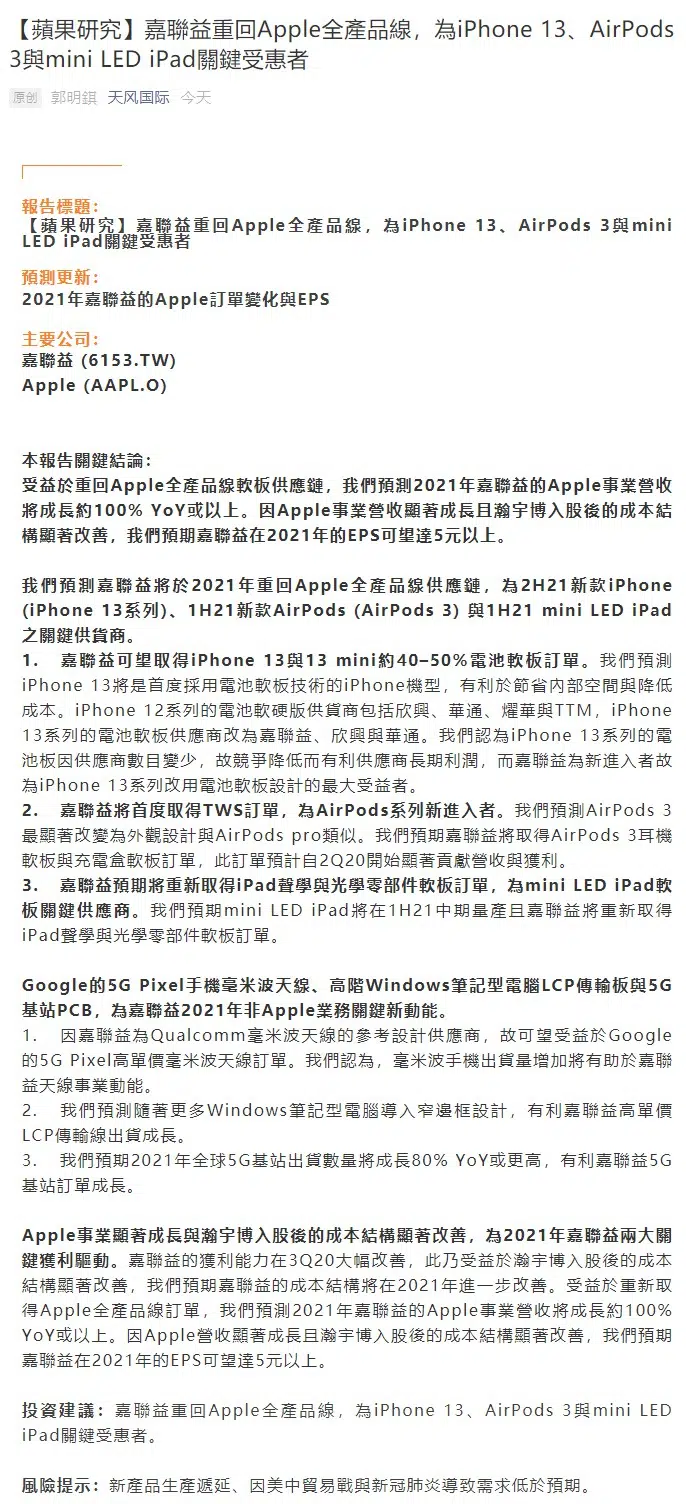 【蘋果研究】嘉聯益重回Apple全產品線，為iPhone 13、AirPods
3與mini LED iPad關鍵受惠者
原创 郭明錤 天风国际 今天
報告標題：
【蘋果研究】嘉聯益重回Apple全產品線，為iPhone 13、AirPods 3與mini
LED iPad關鍵受惠者
預測更新：
2021年嘉聯益的Apple訂單變化與EPS
主要公司：
嘉聯益 (6153.TW)
Apple (AAPL.O)
本報告關鍵結論：
受益於重回Apple全產品線軟板供應鏈，我們預測2021年嘉聯益的Apple事業營收
將成長約100% YoY或以上。因Apple事業營收顯著成長且瀚宇博入股後的成本結
構顯著改善，我們預期嘉聯益在2021年的EPS可望達5元以上。
我們預測嘉聯益將於2021年重回Apple全產品線供應鏈，為2H21新款iPhone
(iPhone 13系列)、1H21新款AirPods (AirPods 3) 與1H21 mini LED iPad
之關鍵供貨商。
1. 嘉聯益可望取得iPhone 13與13 mini約40–50%電池軟板訂單。我們預測
iPhone 13將是首度採用電池軟板技術的iPhone機型，有利於節省內部空間與降低
成本。iPhone 12系列的電池軟硬版供貨商包括欣興、華通、燿華與TTM，iPhone
13系列的電池軟板供應商改為嘉聯益、欣興與華通。我們認為iPhone 13系列的電
池板因供應商數目變少，故競爭降低而有利供應商長期利潤，而嘉聯益為新進入者故
為iPhone 13系列改用電池軟板設計的最大受益者。
2. 嘉聯益將首度取得TWS訂單，為AirPods系列新進入者。我們預測AirPods 3
最顯著改變為外觀設計與AirPods pro類似。我們預期嘉聯益將取得AirPods 3耳機
軟板與充電盒軟板訂單，此訂單預計自2Q20開始顯著貢獻營收與獲利。
3. 嘉聯益預期將重新取得iPad聲學與光學零部件軟板訂單，為mini LED iPad軟
板關鍵供應商。我們預期mini LED iPad將在1H21中期量產且嘉聯益將重新取得
iPad聲學與光學零部件軟板訂單。
Google的5G Pixel手機毫米波天線、高階Windows筆記型電腦LCP傳輸板與5G
基站PCB，為嘉聯益2021年非Apple業務關鍵新動能。
1. 因嘉聯益為Qualcomm毫米波天線的參考設計供應商，故可望受益於Google
的5G Pixel高單價毫米波天線訂單。我們認為，毫米波手機出貨量增加將有助於嘉聯
益天線事業動能。
2. 我們預測隨著更多Windows筆記型電腦導入窄邊框設計，有利嘉聯益高單價
LCP傳輸線出貨成長。
3. 我們預期2021年全球5G基站出貨數量將成長80% YoY或更高，有利嘉聯益5G
基站訂單成長。
Apple事業顯著成長與瀚宇博入股後的成本結構顯著改善，為2021年嘉聯益兩大關
鍵獲利驅動。嘉聯益的獲利能力在3Q20大幅改善，此乃受益於瀚宇博入股後的成本
結構顯著改善，我們預期嘉聯益的成本結構將在2021年進一步改善。受益於重新取
得Apple全產品線訂單，我們預測2021年嘉聯益的Apple事業營收將成長約100%
YoY或以上。因Apple營收顯著成長且瀚宇博入股後的成本結構顯著改善，我們預期
嘉聯益在2021年的EPS可望達5元以上。
投資建議：嘉聯益重回Apple全產品線，為iPhone 13、AirPods 3與mini LED
iPad關鍵受惠者。
風險提示：新產品生產遞延、因美中貿易戰與新冠肺炎導致需求低於預期。